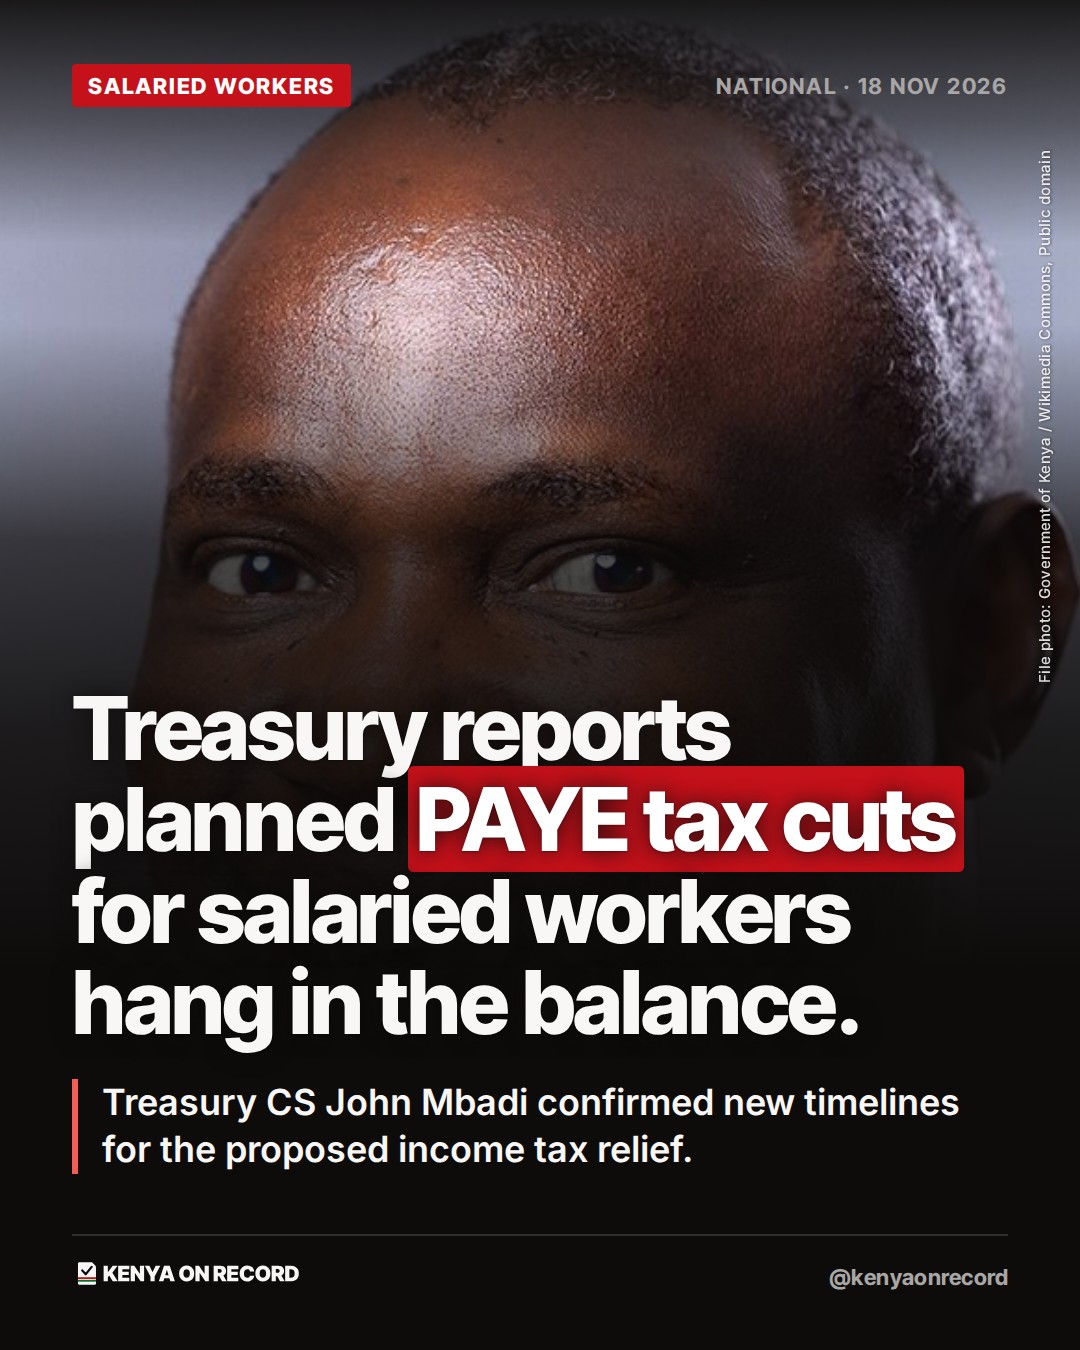 SALARIED WORKERS
NATIONAL · 18 NOV 2026
File photo: Government of Kenya / Wikimedia Commons, Public domain
Treasury reports
planned PAYE tax cuts
for salaried workers
hang in the balance.
Treasury CS John Mbadi confirmed new timelines
for the proposed income tax relief.
KENYA ON RECORD
@kenyaonrecord